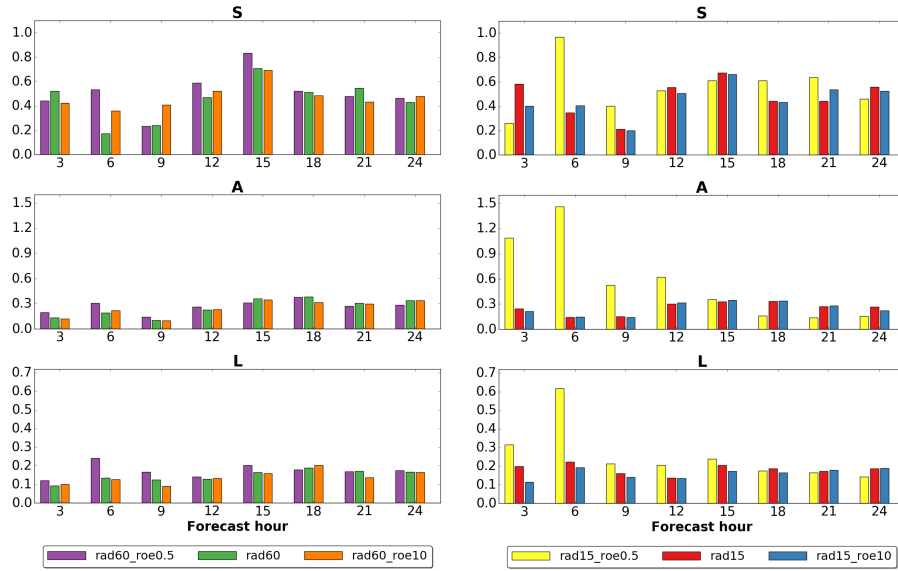 S
1.0
0.8
0.6
0.4
0.2
0.0
3 6 9 12 15 18 21 24
A
1.5
1.2
0.9
0.6
0.3
0.0
3 6 9 12 15 18 21 24
L
0.7
0.6
0.5
0.4
0.3
0.2
0.1
0.0
3 6 9 12 15 18 21 24
Forecast hour
rad60_roe0.5 rad60 rad60_roe10
S
1.0
0.8
0.6
0.4
0.2
0.0
3 6 9 12 15 18 21 24
A
1.5
1.2
0.9
0.6
0.3
0.0
3 6 9 12 15 18 21 24
L
0.7
0.6
0.5
0.4
0.3
0.2
0.1
0.0
3 6 9 12 15 18 21 24
Forecast hour
rad15_roe0.5 rad15 rad15_roe10